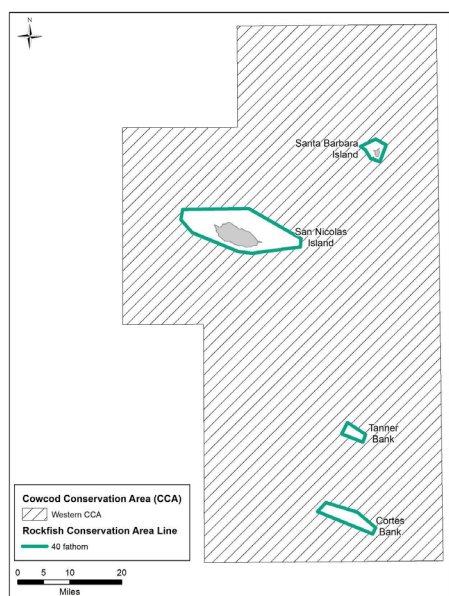 N
Santa Barbara
Island
San Nicolas
Island
Tanner
Bank
Cortes
Bank
Cowcod Conservation Area (CCA)
Western CCA
Rockfish Conservation Area Line
40 fathom
0 5 10 20
Miles